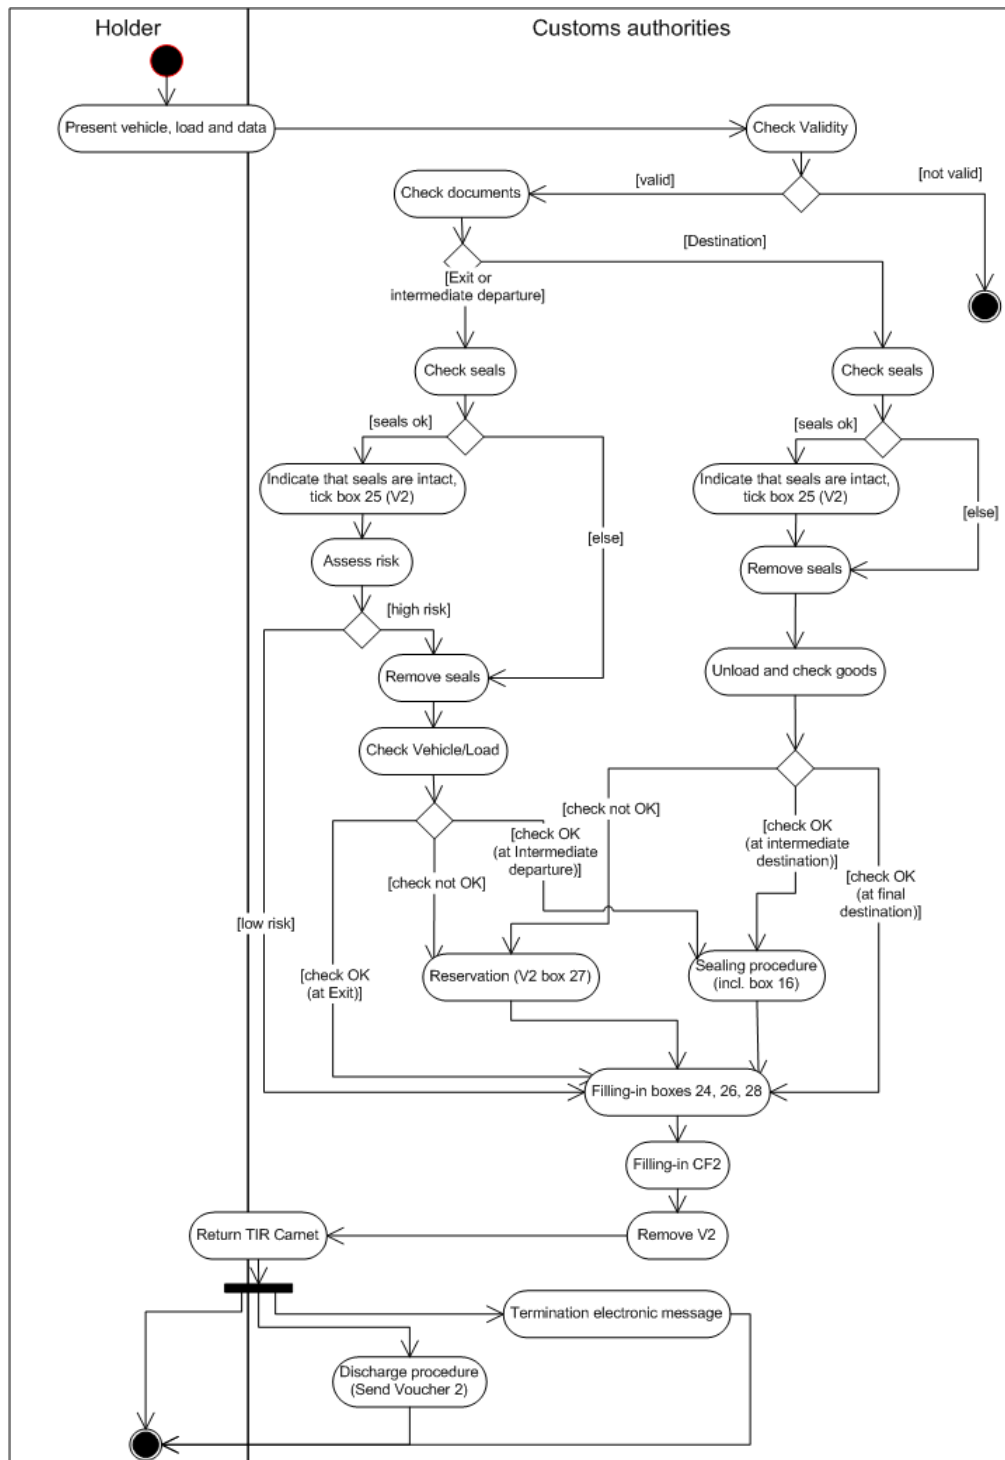 Holder
Customs authorities
Present vehicle, load and data
Check Validity
[valid]
[not valid]
Check documents
[Destination]
[Exit or
intermediate departure]
Check seals
Check seals
[seals ok]
[seals ok]
Indicate that seals are intact,
tick box 25 (V2)
Indicate that seals are intact,
tick box 25 (V2)
[else]
[else]
Assess risk
Remove seals
[high risk]
Remove seals
Unload and check goods
Check Vehicle/Load
[check not OK]
[check OK
(at Intermediate
departure)]
[check OK
(at intermediate
destination)]
[check not OK]
[check OK
(at final
destination)]
[low risk]
[check OK
(at Exit)]
Reservation (V2 box 27)
Sealing procedure
(incl. box 16)
Filling-in boxes 24, 26, 28
Filling-in CF2
Return TIR Carnet
Remove V2
Termination electronic message
Discharge procedure
(Send Voucher 2)